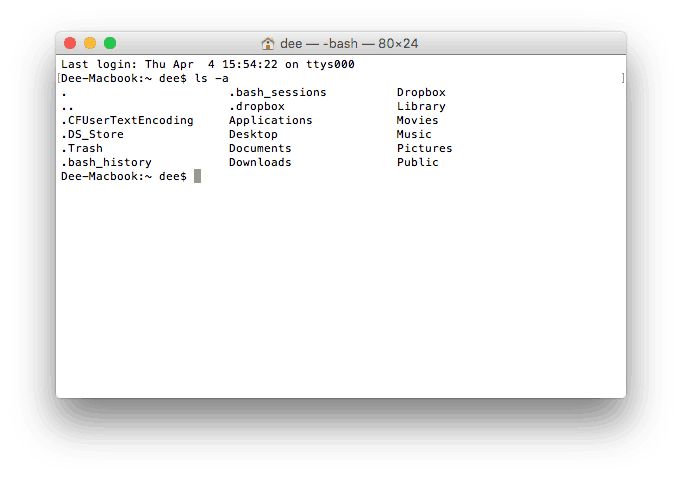 dee — -bash — 80×24
Last login: Thu Apr  4 15:54:22 on ttys000
[Dee-Macbook:~ dee$ ls -a ]
.                       .bash_sessions          Dropbox
..                      .dropbox                Library
.CFUserTextEncoding     Applications            Movies
.DS_Store               Desktop                 Music
.Trash                  Documents               Pictures
.bash_history           Downloads               Public
Dee-Macbook:~ dee$